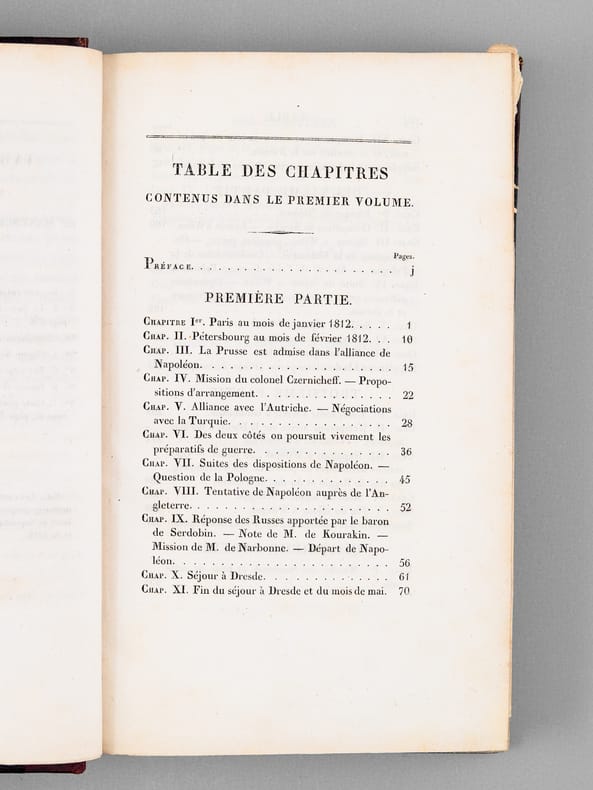 TABLE DES CHAPITRES
CONTENUS DANS LE PREMIER VOLUME.
Pages.
PRÉFACE. . . . . . . . . . . . . . . . . . . . . . j
PREMIÈRE PARTIE.
CHAPITRE Ier. Paris au mois de janvier 1812. . . . . 1
CHAP. II. Pétersbourg au mois de février 1812. . . 10
CHAP. III. La Prusse est admise dans l'alliance de
Napoléon. . . . . . . . . . . . . . . . . . . . 15
CHAP. IV. Mission du colonel Czernicheff. — Propo-
sitions d'arrangement. . . . . . . . . . . . . . 22
CHAP. V. Alliance avec l'Autriche. — Négociations
avec la Turquie. . . . . . . . . . . . . . . . . 28
CHAP. VI. Des deux côtés on poursuit vivement les
préparatifs de guerre. . . . . . . . . . . . . . 36
CHAP. VII. Suites des dispositions de Napoléon. —
Question de la Pologne. . . . . . . . . . . . . 45
CHAP. VIII. Tentative de Napoléon auprès de l'An-
gleterre. . . . . . . . . . . . . . . . . . . . . 52
CHAP. IX. Réponse des Russes apportée par le baron
de Serdobin. — Note de M. de Kourakin. —
Mission de M. de Narbonne. — Départ de Napo-
léon. . . . . . . . . . . . . . . . . . . . . . . 56
CHAP. X. Séjour à Dresde. . . . . . . . . . . . . 61
CHAP. XI. Fin du séjour à Dresde et du mois de mai. 70